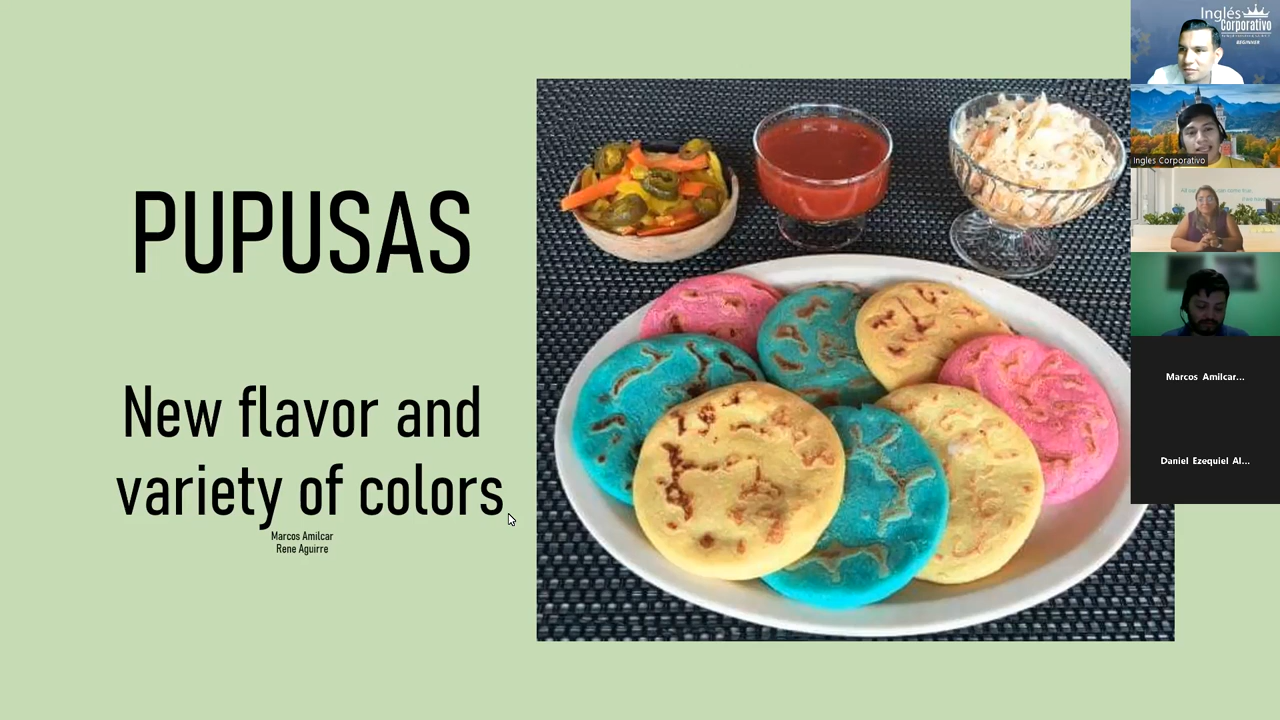 PUPUSAS
New flavor and
variety of colors
Marcos Amilcar
Rene Aguirre
Inglés
Corporativo
BEGINNER
Ingles Corporativo
Marcos Amilcar...
Daniel Ezequiel Al...